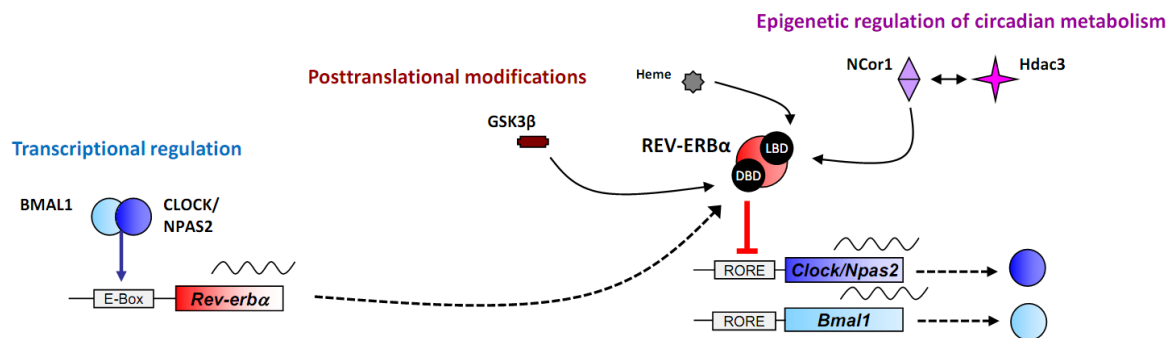 Epigenetic regulation of circadian metabolism
NCor1
Hdac3
Posttranslational modifications
Heme
GSK3β
REV-ERBα
LBD
DBD
Transcriptional regulation
BMAL1
CLOCK/
NPAS2
RORE
Clock/Npas2
E-Box
Rev-erbα
RORE
Bmal1